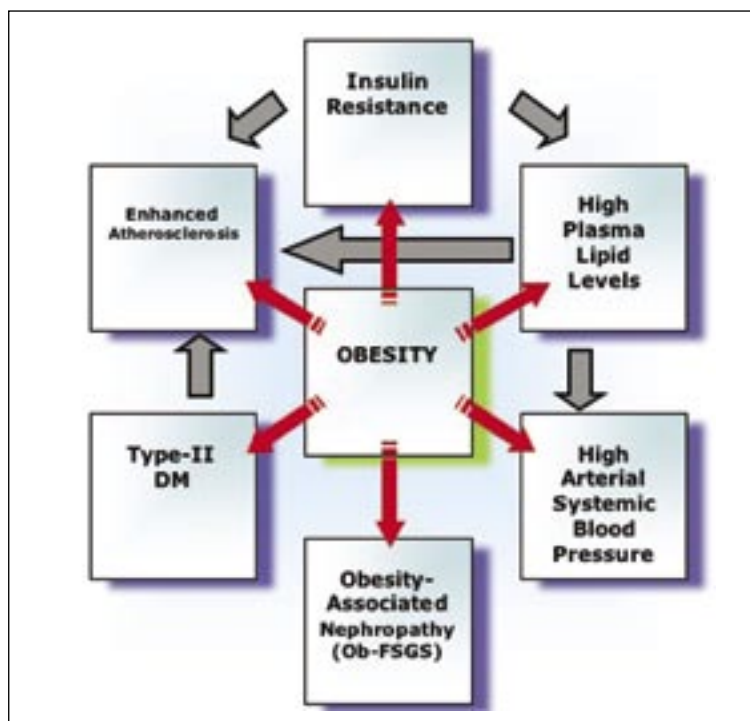 Insulin
Resistance
Enhanced
Atherosclerosis
High
Plasma
Lipid
Levels
OBESITY
Type-II
DM
High
Arterial
Systemic
Blood
Pressure
Obesity-
Associated
Nephropathy
(Ob-FSGS)